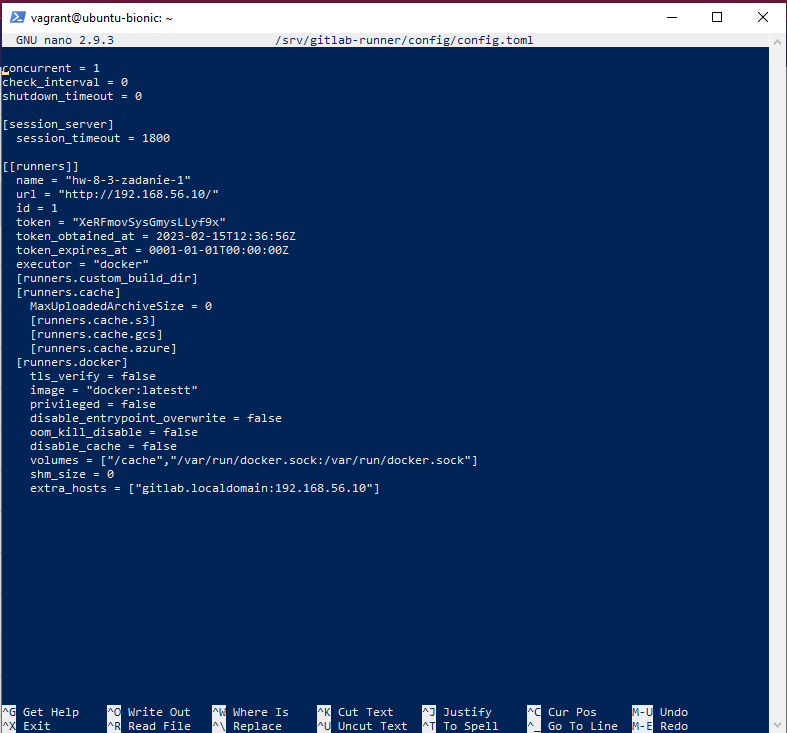 vagrant@ubuntu-bionic: ~
GNU nano 2.9.3 /srv/gitlab-runner/config/config.toml
concurrent = 1
check_interval = 0
shutdown_timeout = 0
[session_server]
session_timeout = 1800
[[runners]]
name = "hw-8-3-zadanie-1"
url = "http://192.168.56.10/"
id = 1
token = "XeRFmovSysGmysLLyf9x"
token_obtained_at = 2023-02-15T12:36:56Z
token_expires_at = 0001-01-01T00:00:00Z
executor = "docker"
[runners.custom_build_dir]
[runners.cache]
MaxUploadedArchiveSize = 0
[runners.cache.s3]
[runners.cache.gcs]
[runners.cache.azure]
[runners.docker]
tls_verify = false
image = "docker:latestt"
privileged = false
disable_entrypoint_overwrite = false
oom_kill_disable = false
disable_cache = false
volumes = ["/cache","/var/run/docker.sock:/var/run/docker.sock"]
shm_size = 0
extra_hosts = ["gitlab.localdomain:192.168.56.10"]
^G Get Help ^O Write Out ^W Where Is ^K Cut Text ^J Justify ^C Cur Pos M-U Undo
^X Exit ^R Read File ^\ Replace ^U Uncut Text ^T To Spell ^_ Go To Line M-E Redo